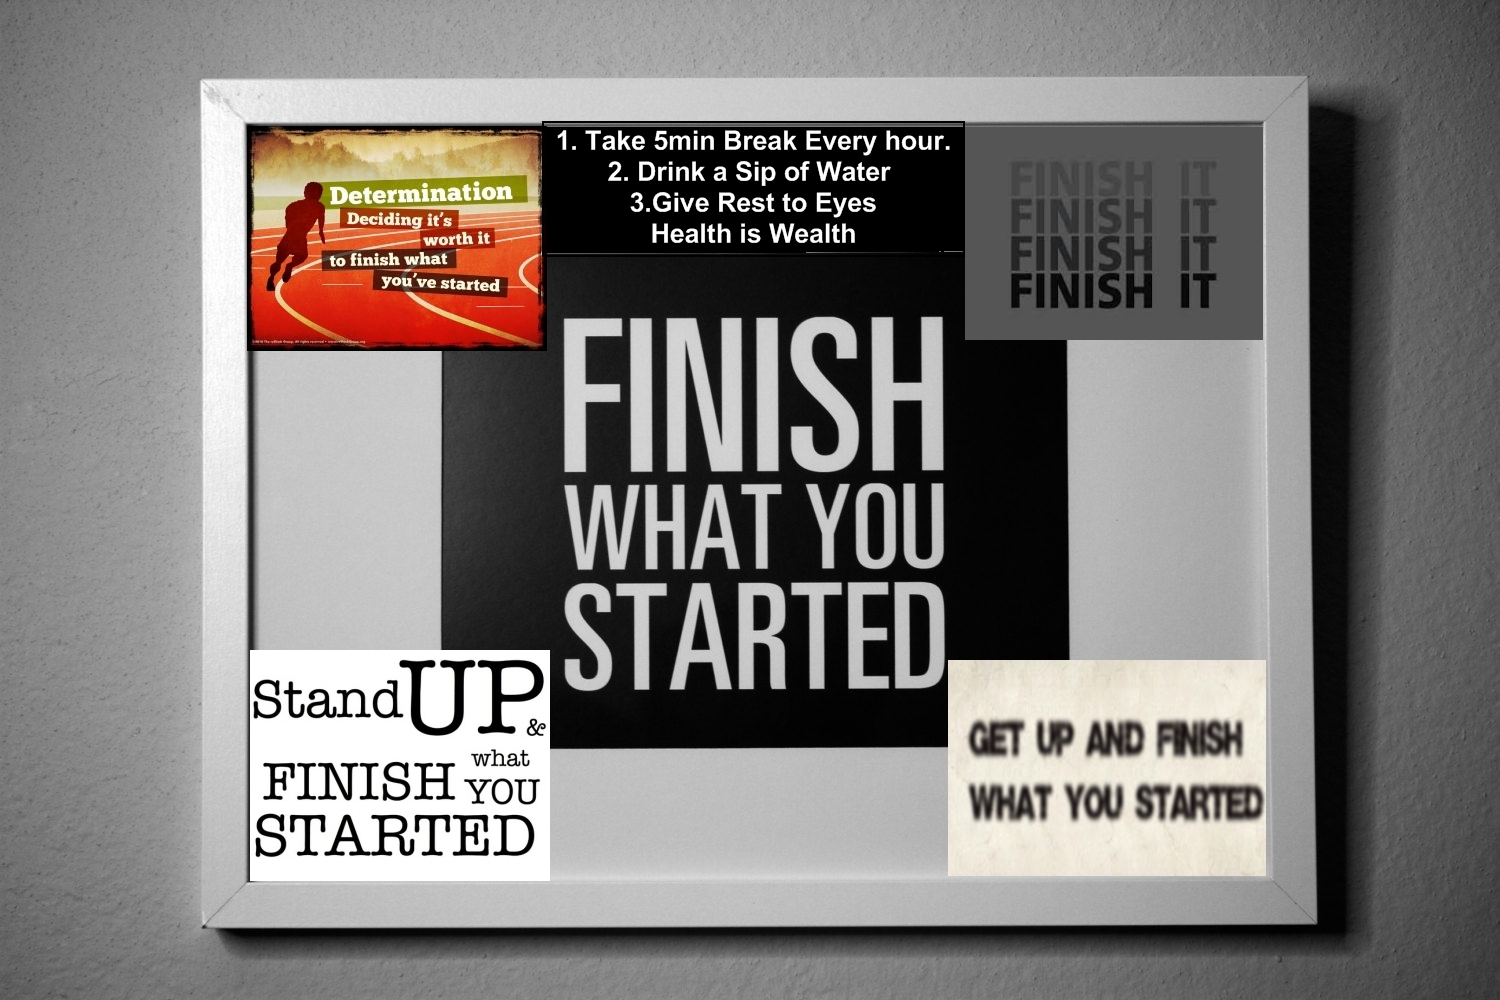 Determination
Deciding it's
worth it
to finish what
you've started
1. Take 5min Break Every hour.
2. Drink a Sip of Water
3.Give Rest to Eyes
Health is Wealth
FINISH IT
FINISH IT
FINISH IT
FINISH IT
FINISH
WHAT YOU
STARTED
Stand UP &
FINISH what YOU
STARTED
GET UP AND FINISH
WHAT YOU STARTED